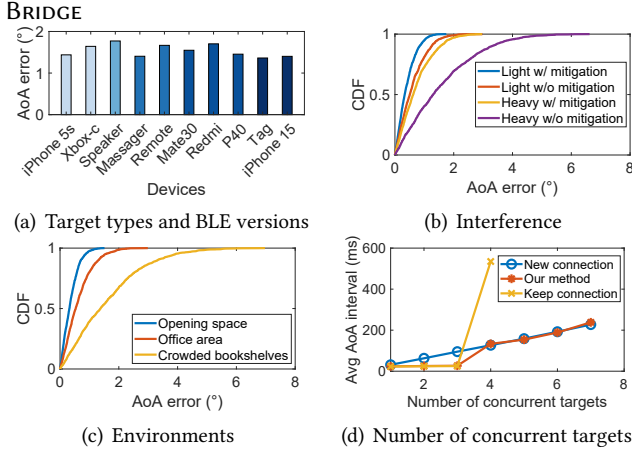 BRIDGE
AoA error (°)
2
1
0
iPhone 5s
Xbox-c
Speaker
Massager
Remote
Mate30
Redmi
P40
Tag
iPhone 15
Devices
(a) Target types and BLE versions
CDF
1
0.5
0
Light w/ mitigation
Light w/o mitigation
Heavy w/ mitigation
Heavy w/o mitigation
0 2 4 6 8
AoA error (°)
(b) Interference
CDF
1
0.5
0
Opening space
Office area
Crowded bookshelves
0 2 4 6 8
AoA error (°)
(c) Environments
Avg AoA interval (ms)
600
400
200
0
New connection
Our method
Keep connection
2 4 6 8
Number of concurrent targets
(d) Number of concurrent targets